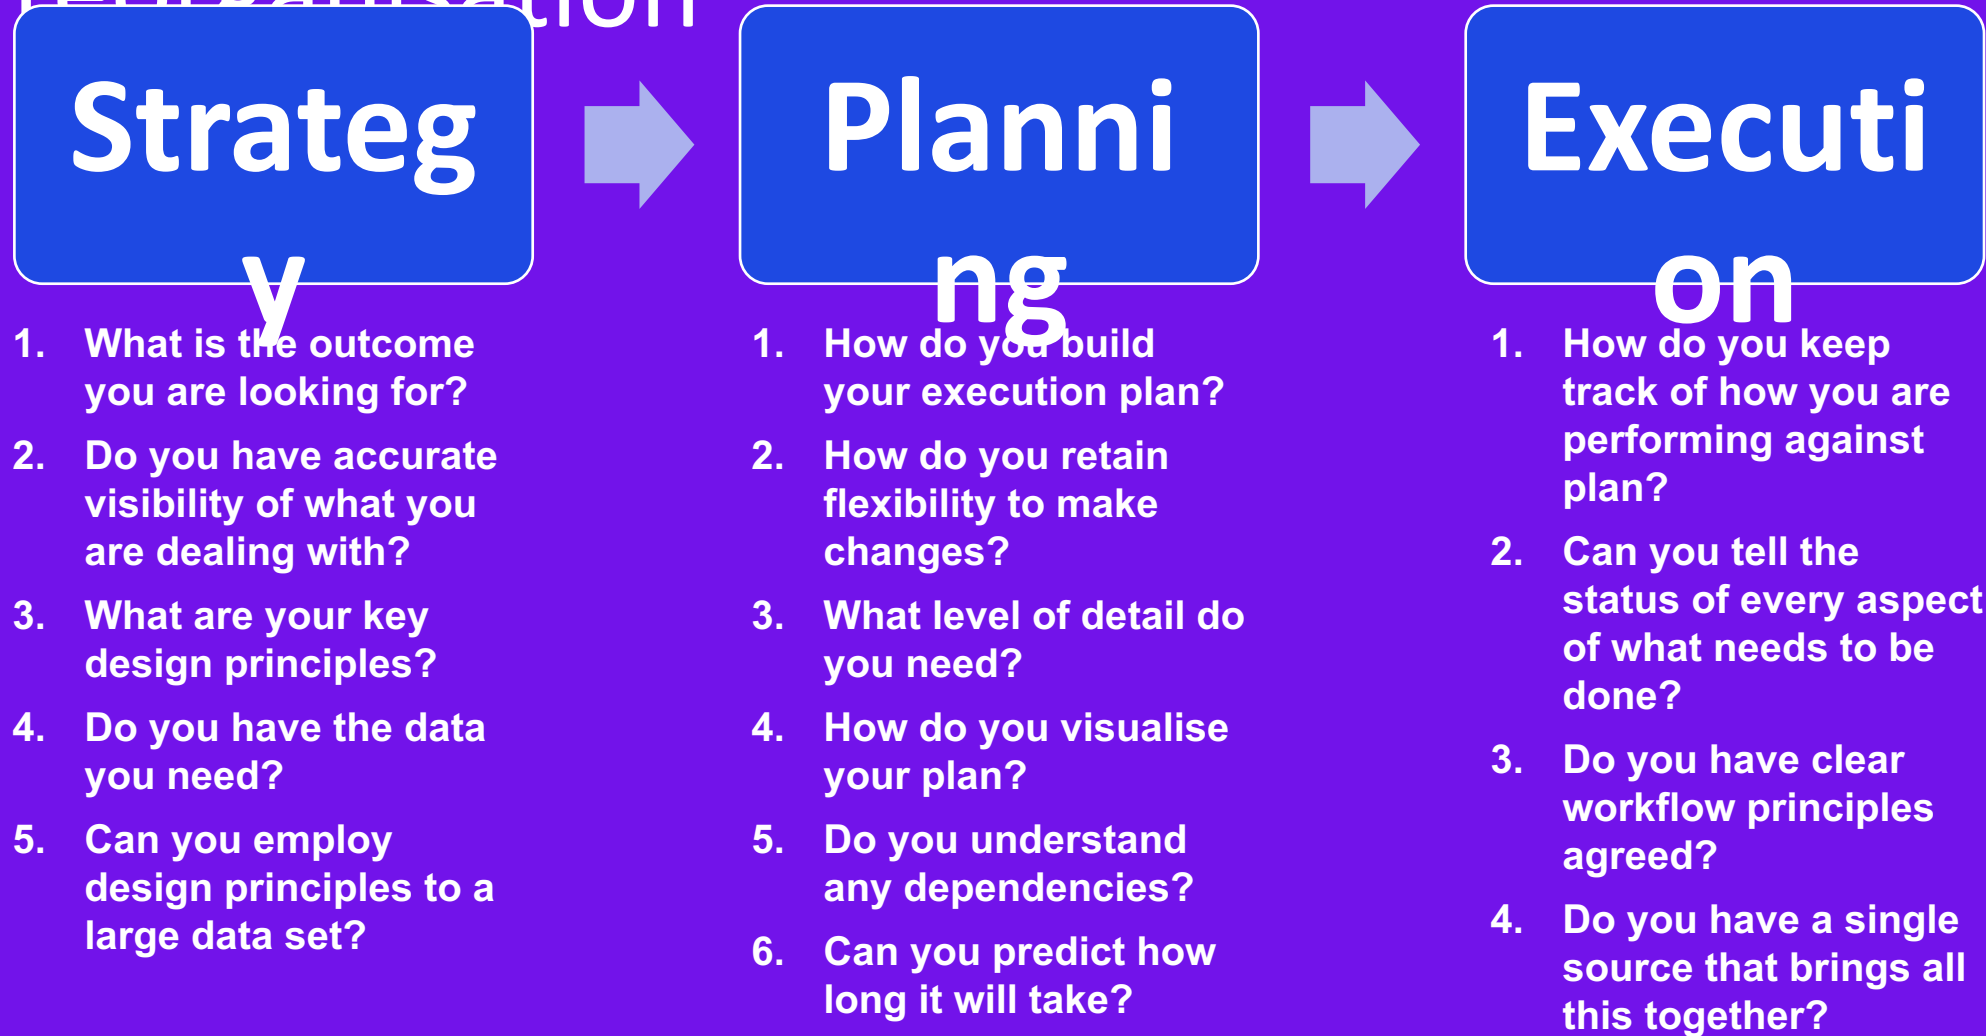 reorganisation
Strateg
y
1. What is the outcome
you are looking for?
2. Do you have accurate
visibility of what you
are dealing with?
3. What are your key
design principles?
4. Do you have the data
you need?
5. Can you employ
design principles to a
large data set?
Planni
ng
1. How do you build
your execution plan?
2. How do you retain
flexibility to make
changes?
3. What level of detail do
you need?
4. How do you visualise
your plan?
5. Do you understand
any dependencies?
6. Can you predict how
long it will take?
Executi
on
1. How do you keep
track of how you are
performing against
plan?
2. Can you tell the
status of every aspect
of what needs to be
done?
3. Do you have clear
workflow principles
agreed?
4. Do you have a single
source that brings all
this together?